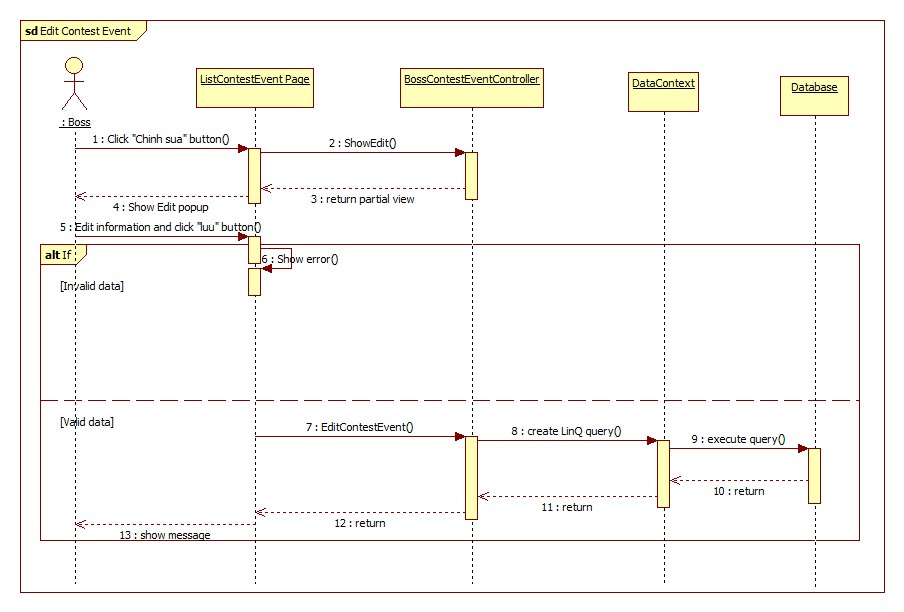 sd Edit Contest Event
: Boss
ListContestEvent Page
BossContestEventController
DataContext
Database
1 : Click "Chinh sua" button()
2 : ShowEdit()
3 : return partial view
4 : Show Edit popup
5 : Edit information and click "luu" button()
alt If
6 : Show error()
[Invalid data]
[Valid data]
7 : EditContestEvent()
8 : create LinQ query()
9 : execute query()
10 : return
11 : return
12 : return
13 : show message